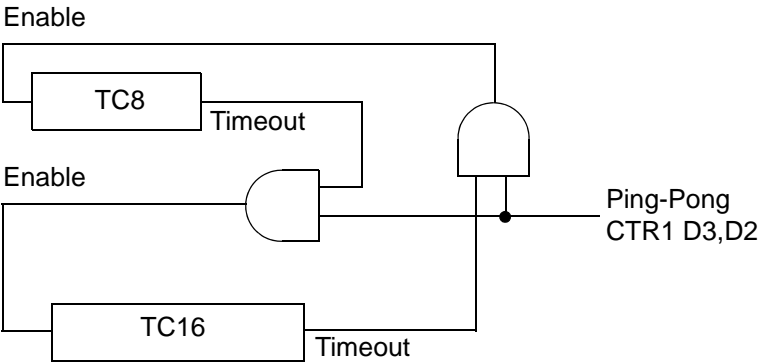 Enable
TC8
Timeout
Enable
Ping-Pong
CTR1 D3,D2
TC16
Timeout